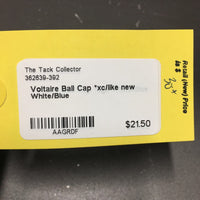 The Tack Collector
362639-392
Voltaire Ball Cap *xc/like new
White/Blue
$21.50
AAGRDF
Retail (New) Price